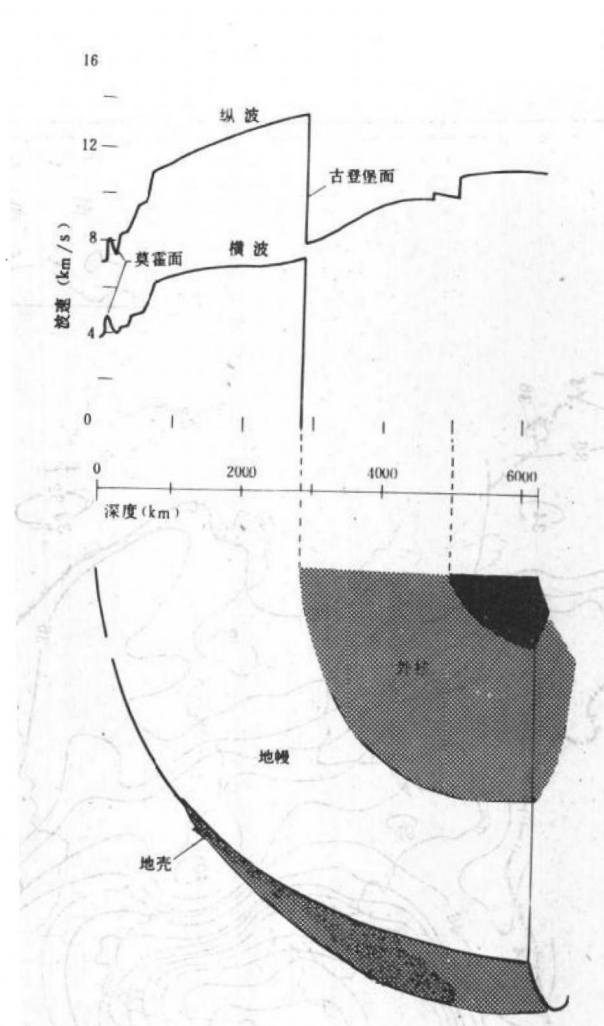 16
纵 波
12
古登堡面
8
莫霍面
横 波
波速 (km/s)
4
0
0
2000
4000
6000
深度(km)
外核
地幔
地壳